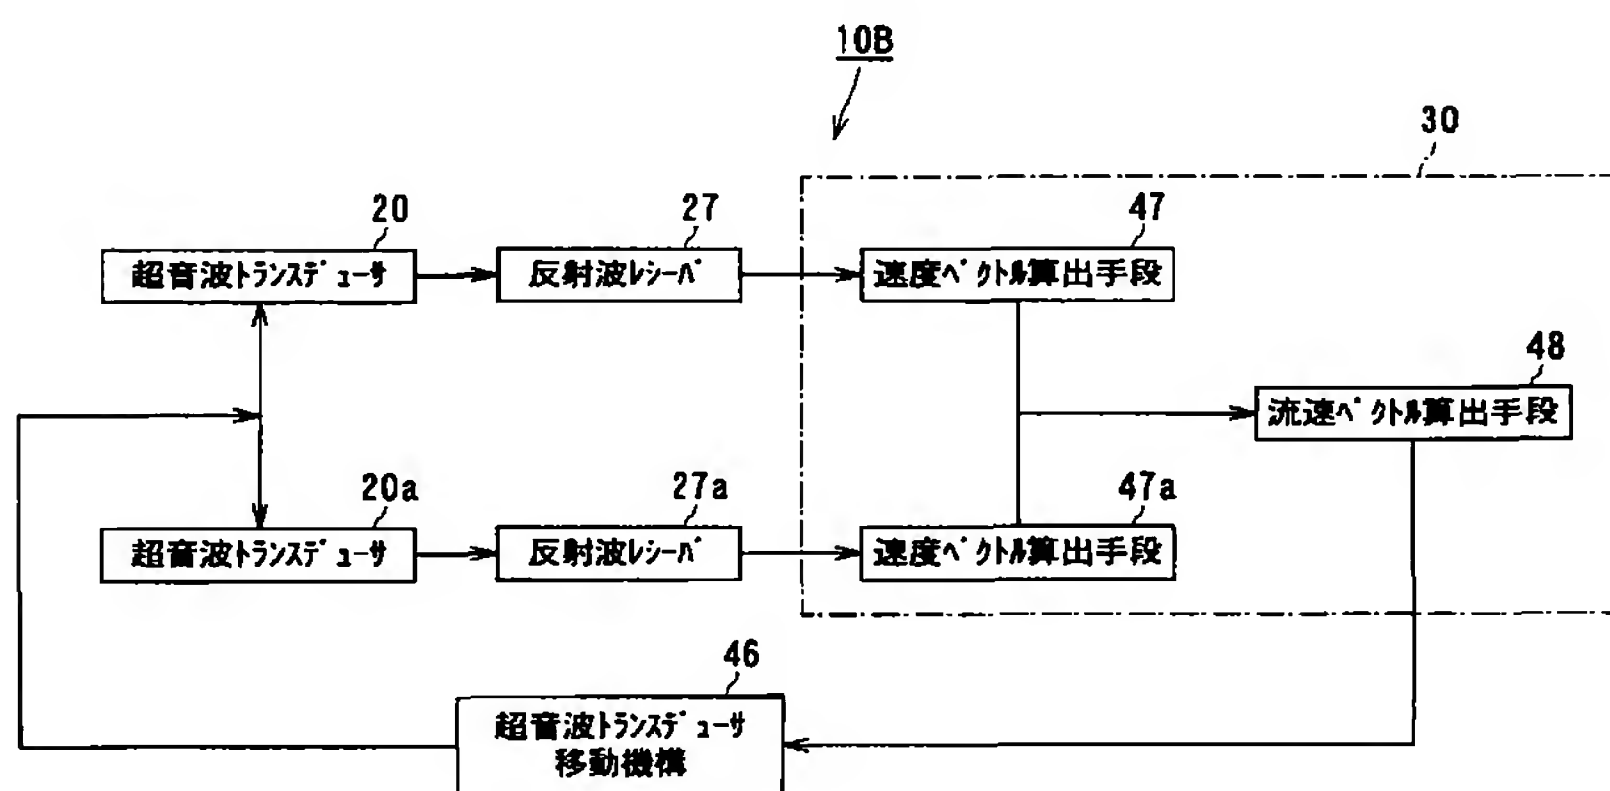 10B
30
20
27
47
超音波トランスデューサ
反射波レシーバ
速度ベクトル算出手段
48
流速ベクトル算出手段
20a
27a
47a
超音波トランスデューサ
反射波レシーバ
速度ベクトル算出手段
46
超音波トランスデューサ
移動機構